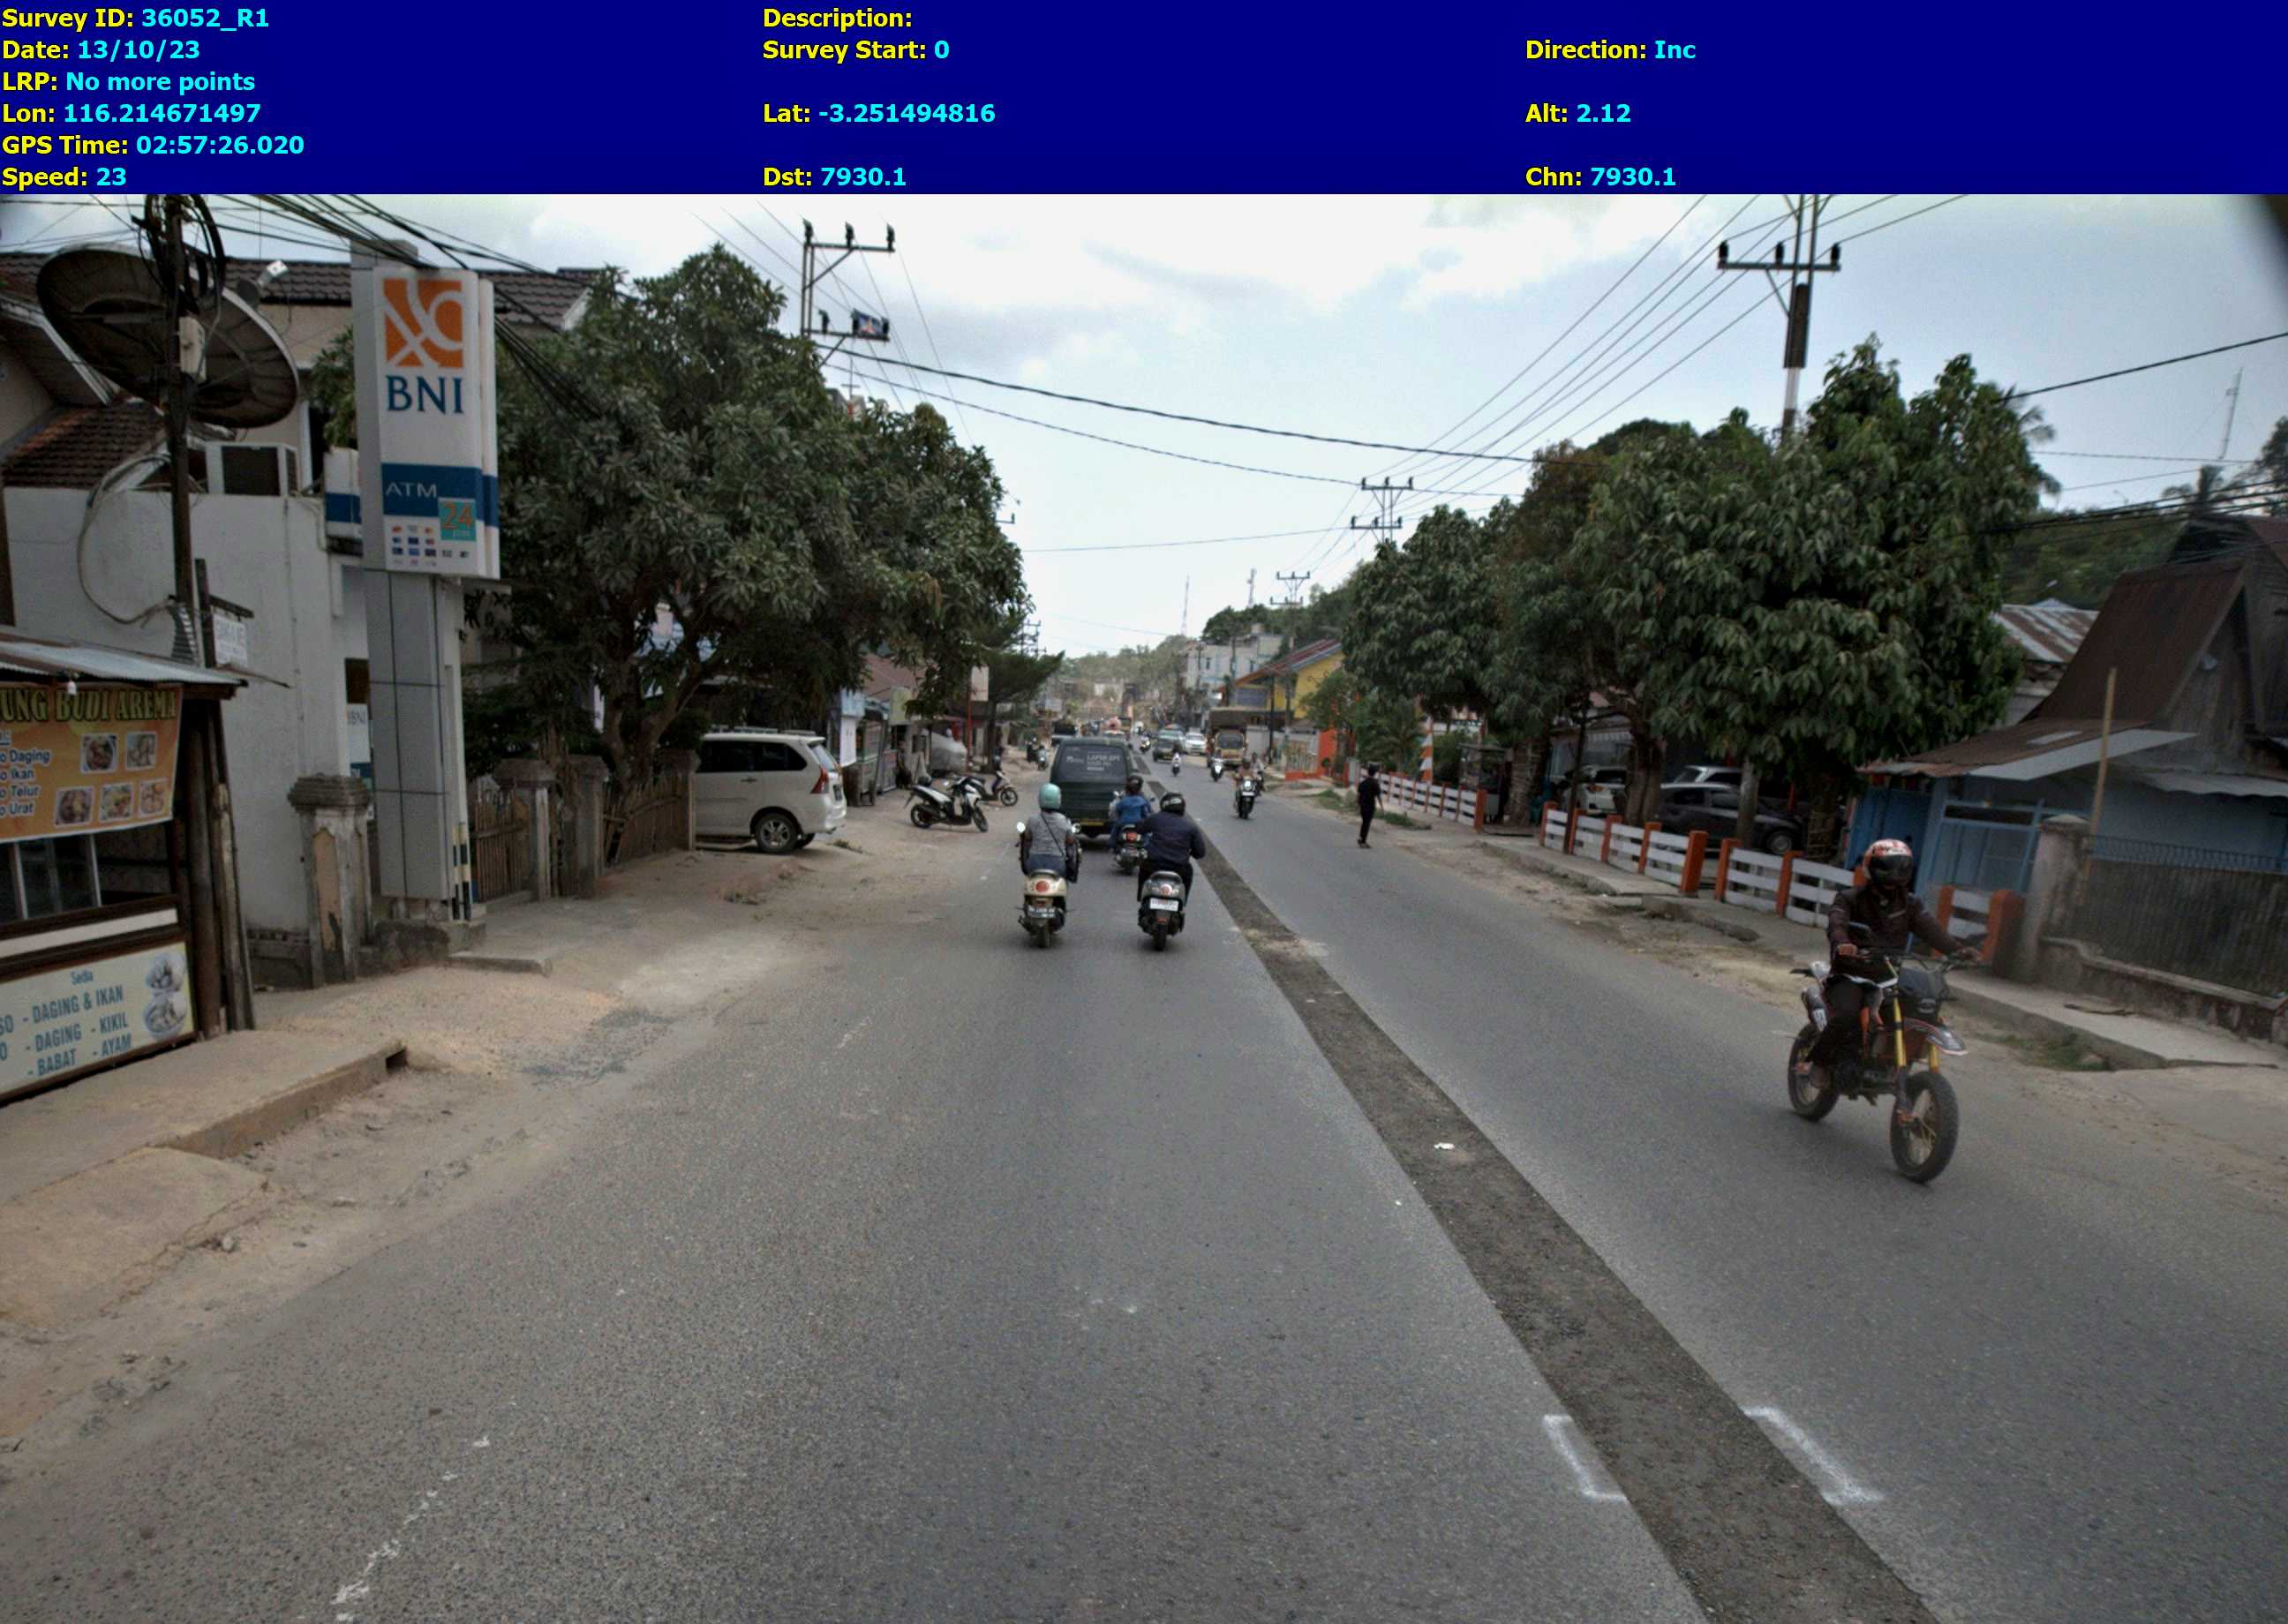 Survey ID: 36052_R1
Description:
Date: 13/10/23
Survey Start: 0
Direction: Inc
LRP: No more points
Lon: 116.214671497
Lat: -3.251494816
Alt: 2.12
GPS Time: 02:57:26.020
Speed: 23
Dst: 7930.1
Chn: 7930.1
BNI
ATM
24
BUDI AREMA
Daging
Ikan
Telur
Urat
Sedia
- DAGING & IKAN
- DAGING - KIKIL
- BABAT - AYAM